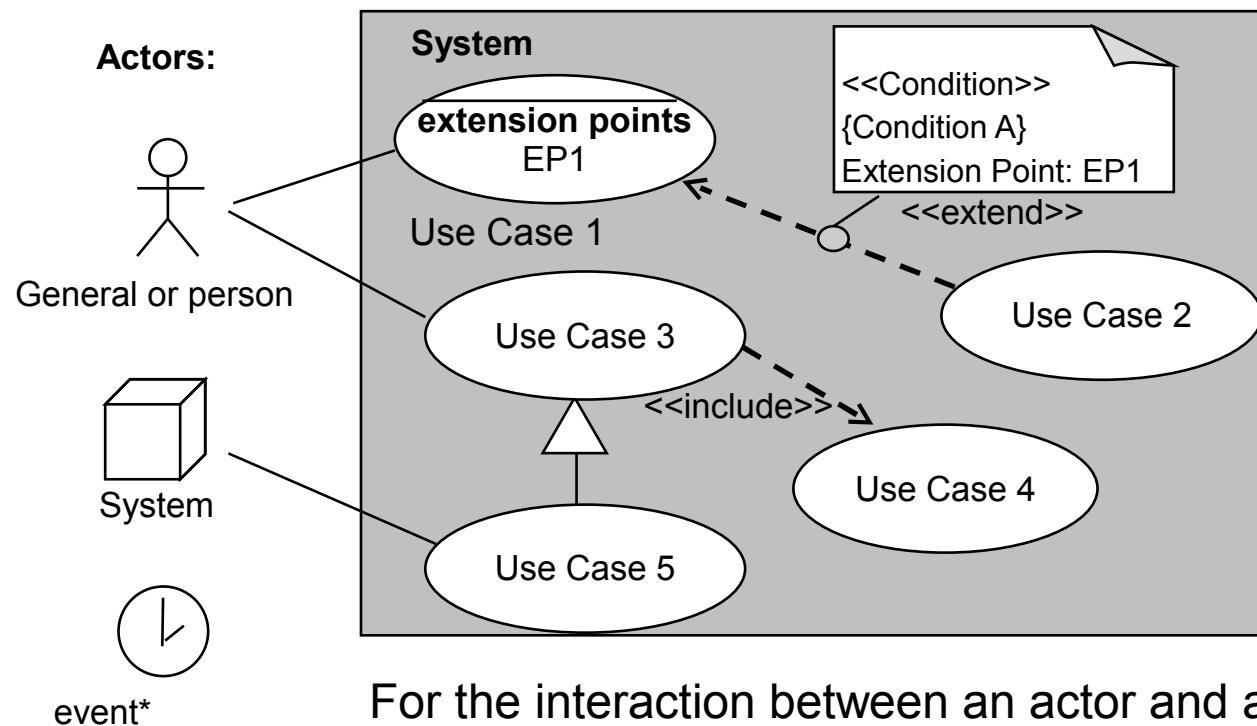 Actors:
General or person
System
event*
System
extension points
EP1
Use Case 1
<<Condition>>
{Condition A}
Extension Point: EP1
<<extend>>
Use Case 2
Use Case 3
<<include>>
Use Case 4
Use Case 5
For the interaction between an actor and a